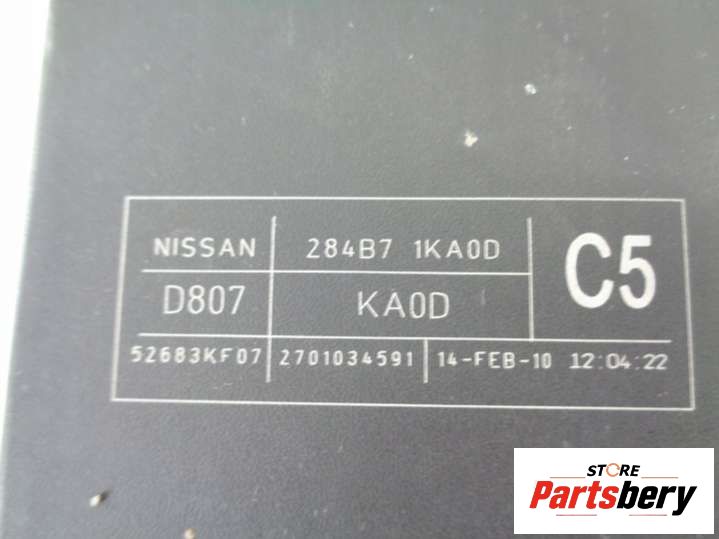 NISSAN 284B7 1KA0D C5
D807 KA0D
52683KF07 2701034591 14-FEB-10 12:04:22
STORE
Partsbery